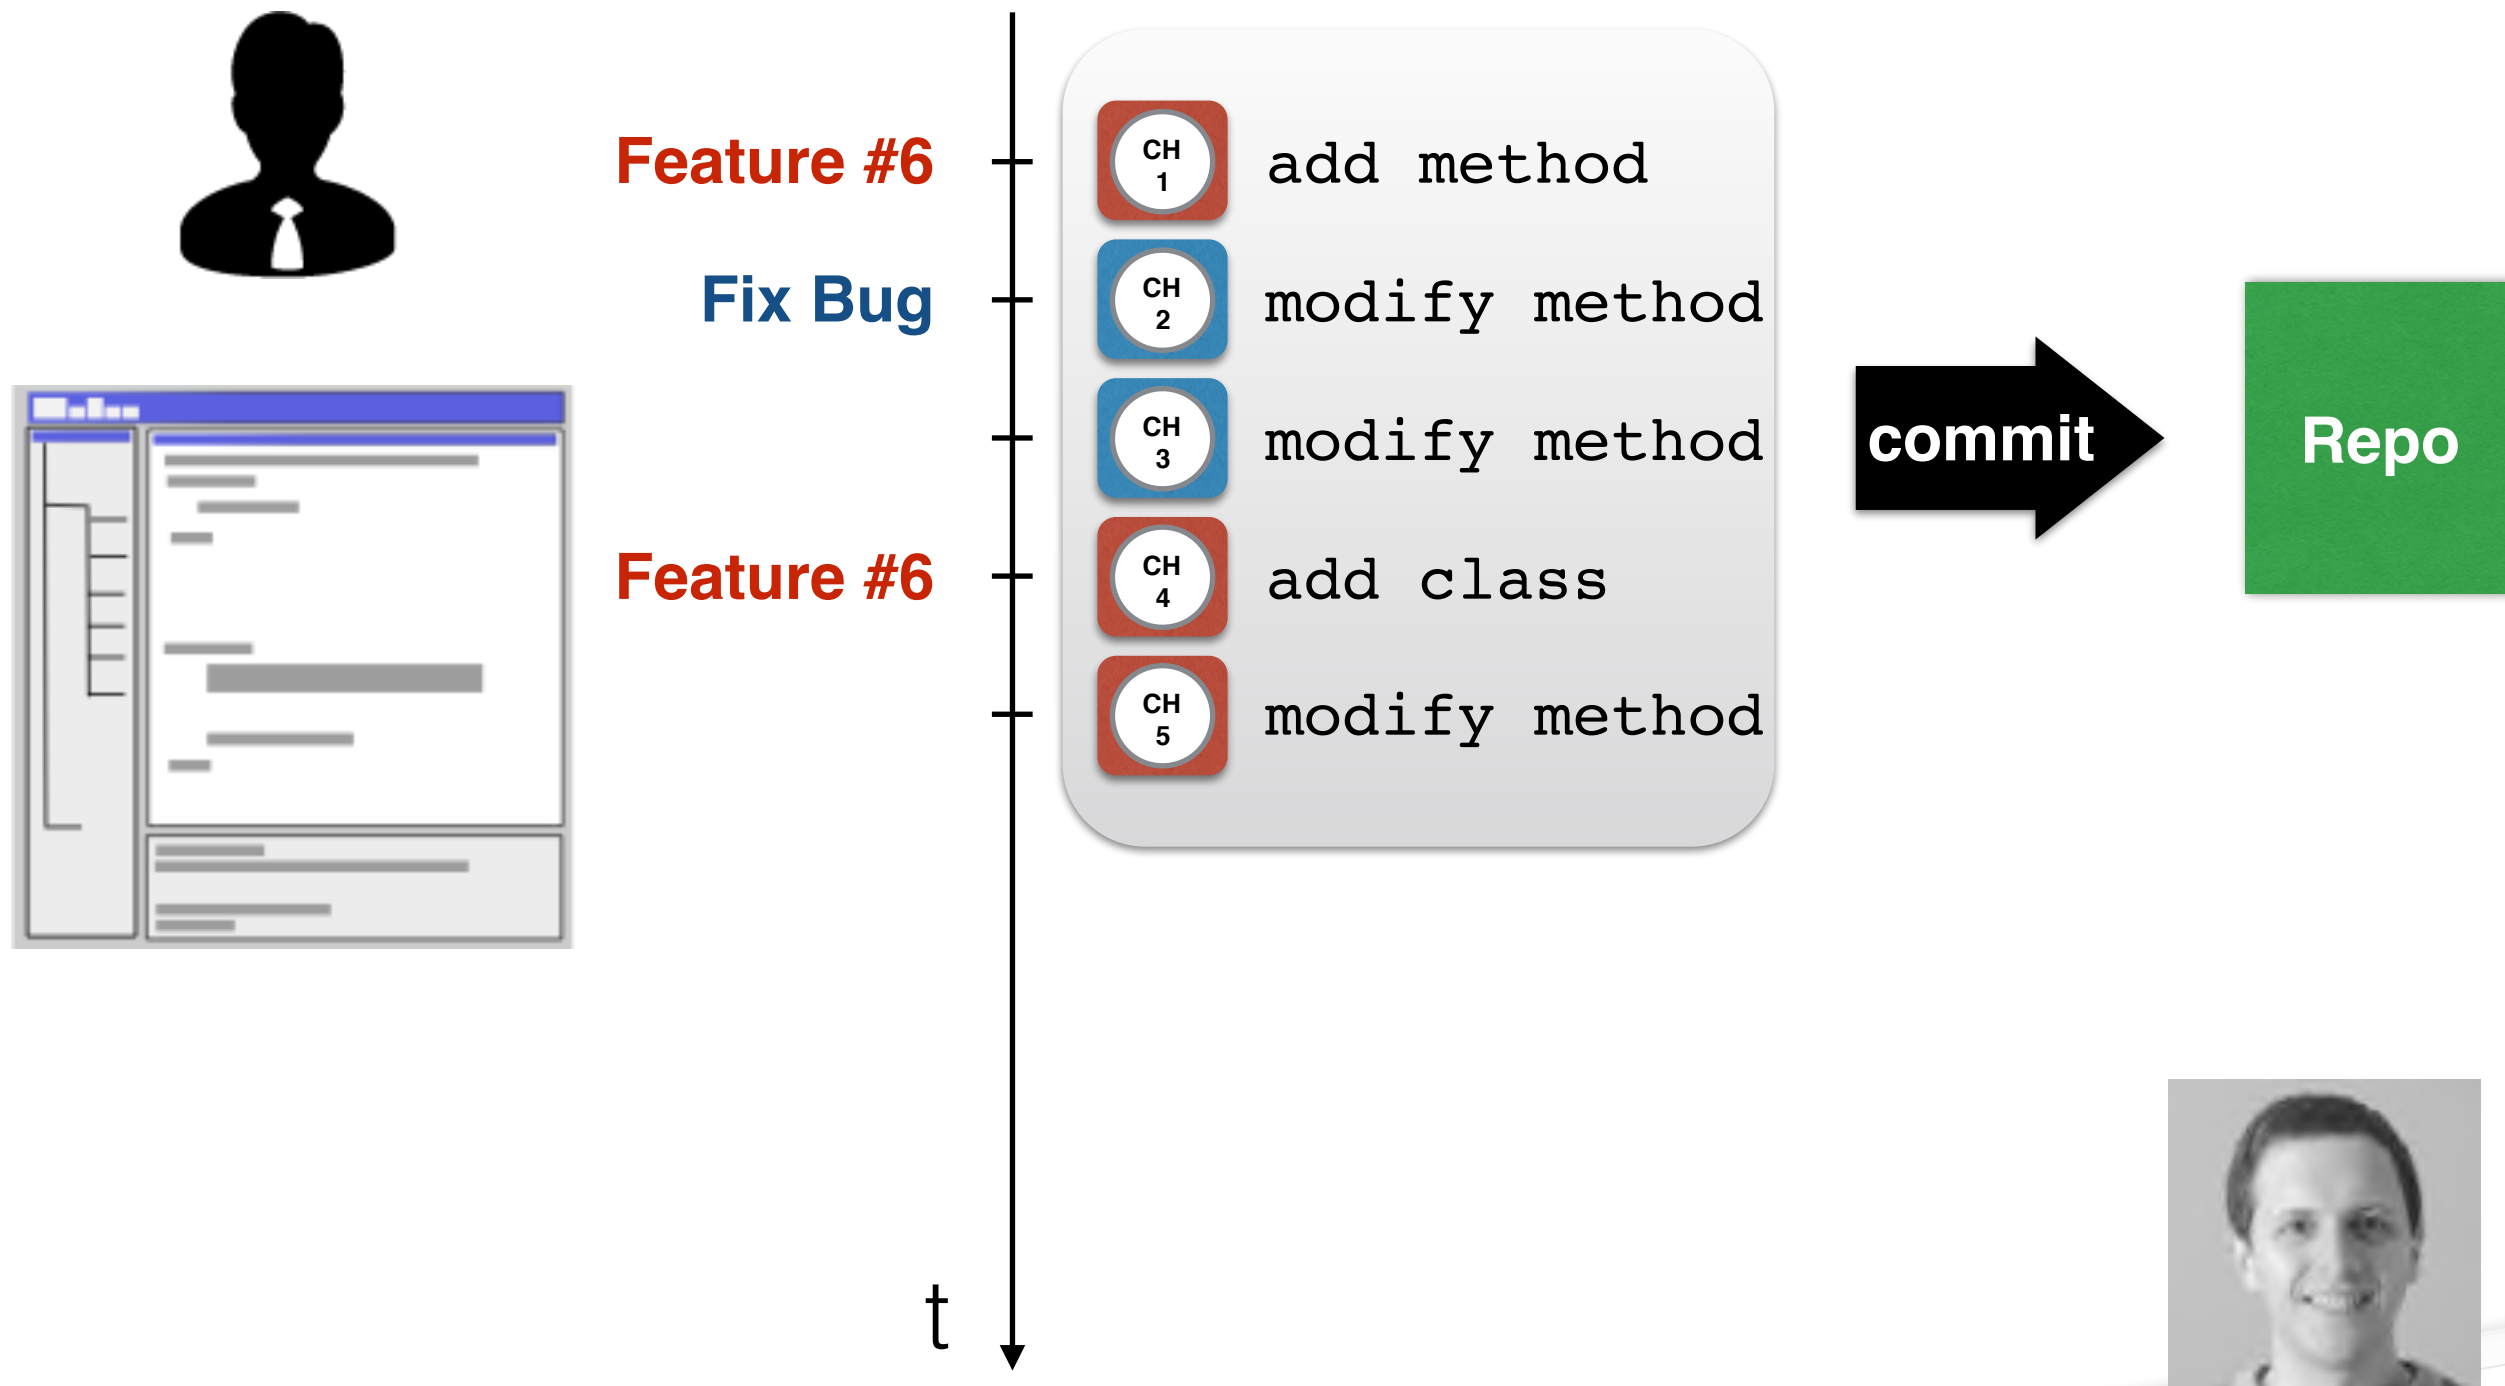 Feature #6
CH
1
add method
Fix Bug
CH
2
modify method
CH
3
modify method
commit
Repo
Feature #6
CH
4
add class
CH
5
modify method
t